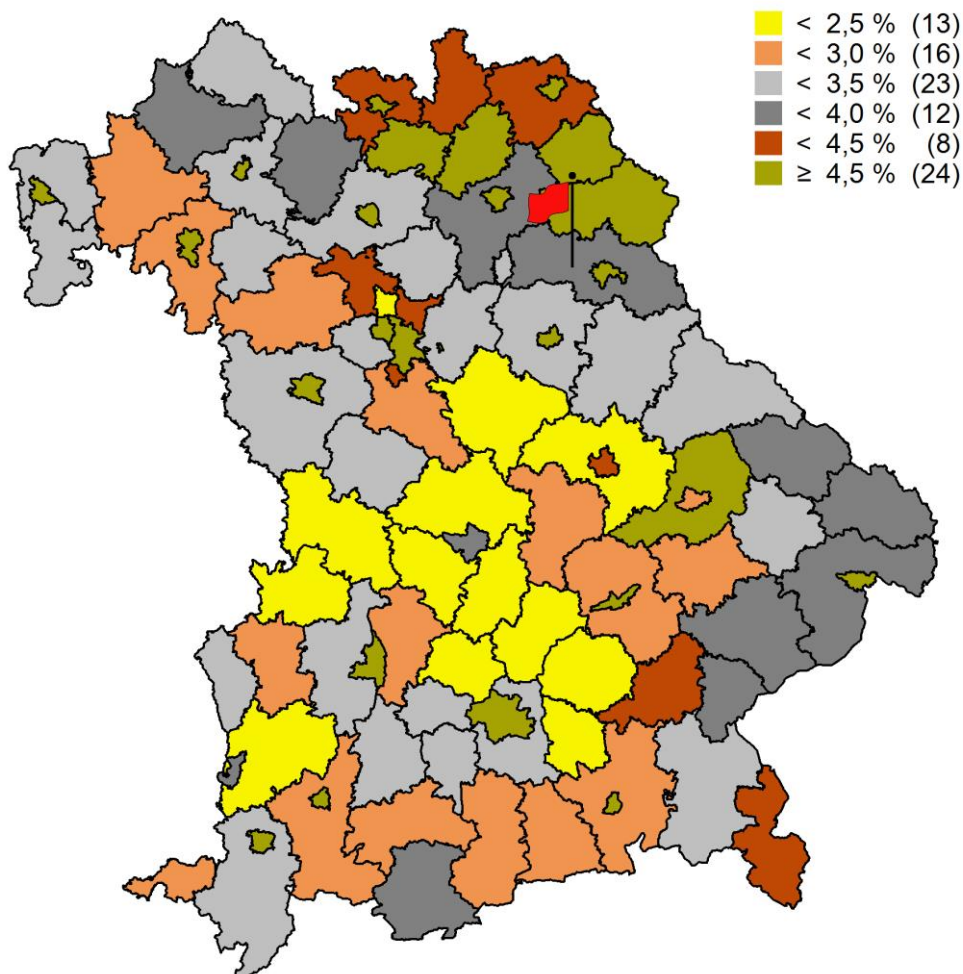 < 2,5 % (13)
< 3,0 % (16)
< 3,5 % (23)
< 4,0 % (12)
< 4,5 % (8)
≥ 4,5 % (24)